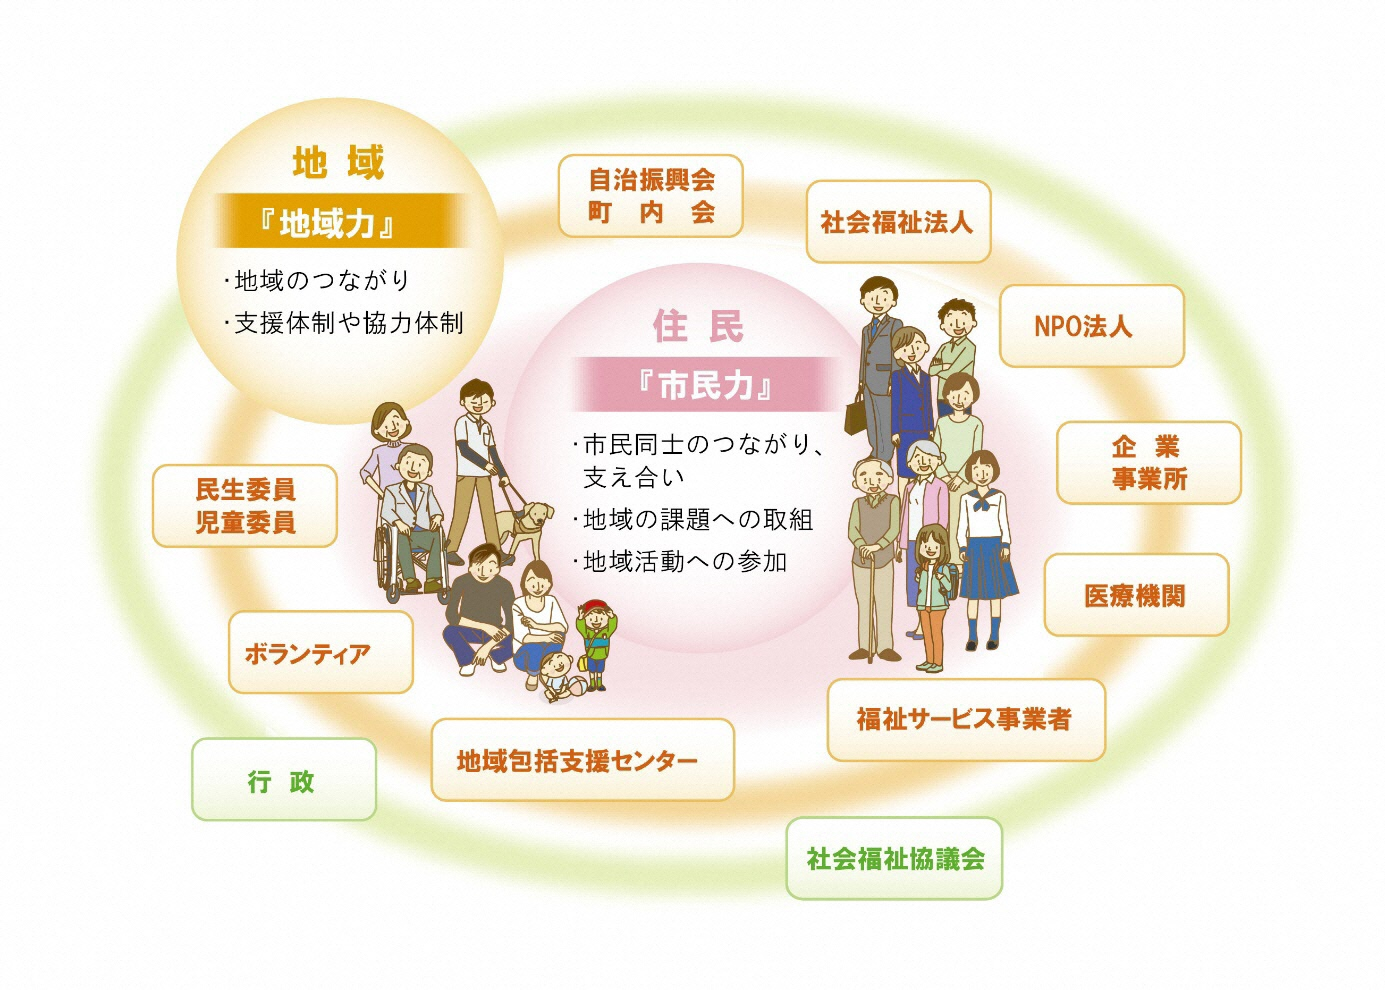 地域
『地域力』
・地域のつながり
・支援体制や協力体制
自治振興会
町内会
社会福祉法人
NPO法人
住民
『市民力』
・市民同士のつながり、
支え合い
・地域の課題への取組
・地域活動への参加
企業
事業所
民生委員
児童委員
医療機関
ボランティア
福祉サービス事業者
地域包括支援センター
行政
社会福祉協議会